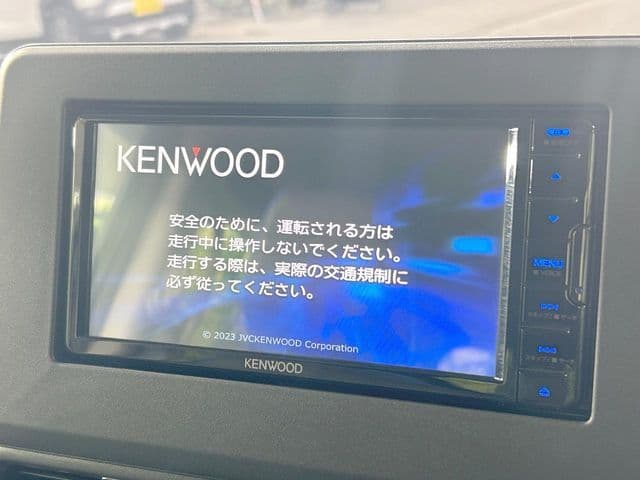 KENWOOD
安全のために、運転される方は
走行中に操作しないでください。
走行する際は、実際の交通規制に
必ず従ってください。
© 2023 JVCKENWOOD Corporation
KENWOOD
MENU